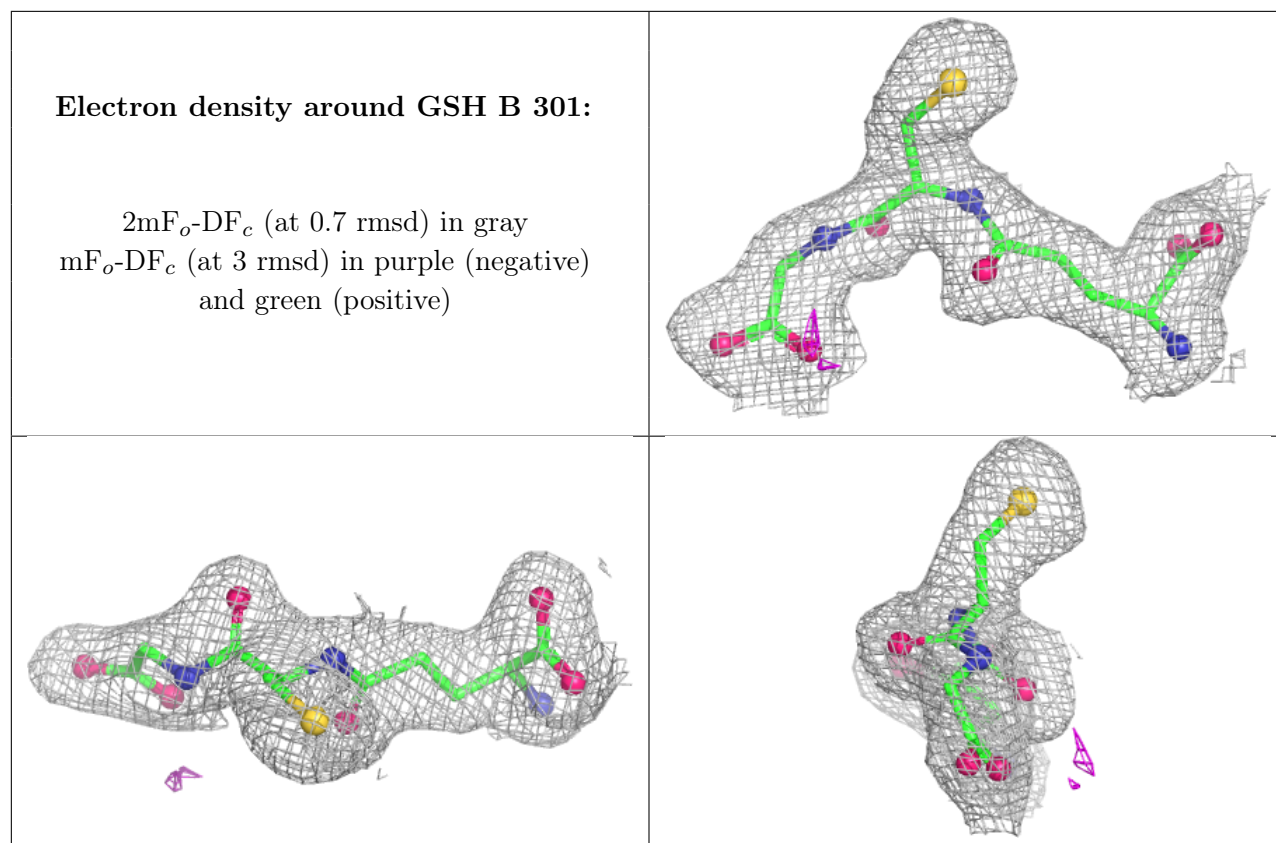 Electron density around GSH B 301:
2mFo-DFc (at 0.7 rmsd) in gray
mFo-DFc (at 3 rmsd) in purple (negative)
and green (positive)